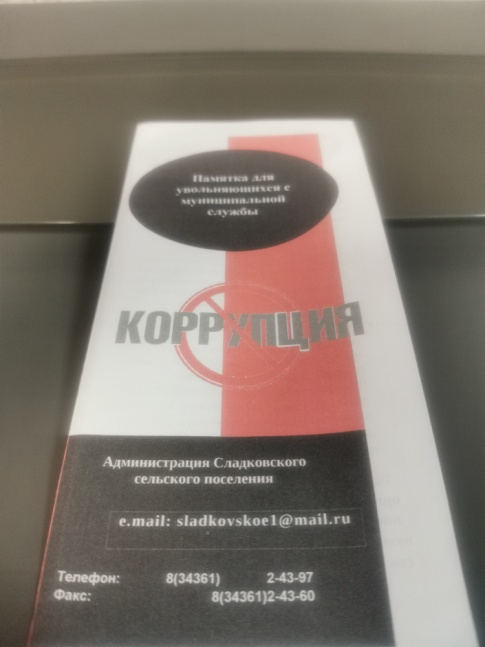 Памятка для
увольняющихся с
муниципальной
службы
КОРРУПЦИЯ
Администрация Сладковского
сельского поселения
e.mail: sladkovskoe1@mail.ru
Телефон: 8(34361) 2-43-97
Факс: 8(34361)2-43-60